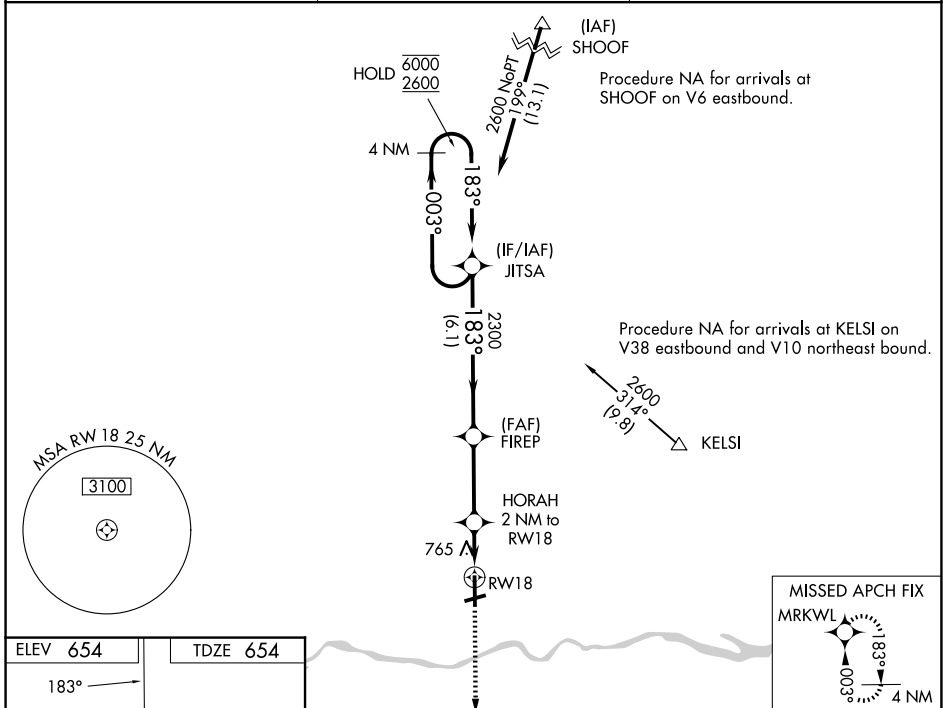 (IAF)
SHOOF
HOLD 6000
2600
2600 NoPT
199°
(13.1)
Procedure NA for arrivals at
SHOOF on V6 eastbound.
4 NM
183°
003°
(IF/IAF)
JITSA
2300
183°
(6.1)
Procedure NA for arrivals at KELSI on
V38 eastbound and V10 northeast bound.
2600
314°
(9.8)
KELSI
(FAF)
FIREP
MSA RW 18 25 NM
3100
HORAH
2 NM to
RW18
765
RW18
MISSED APCH FIX
MRKWL
183°
003°
4 NM
ELEV 654
TDZE 654
183°